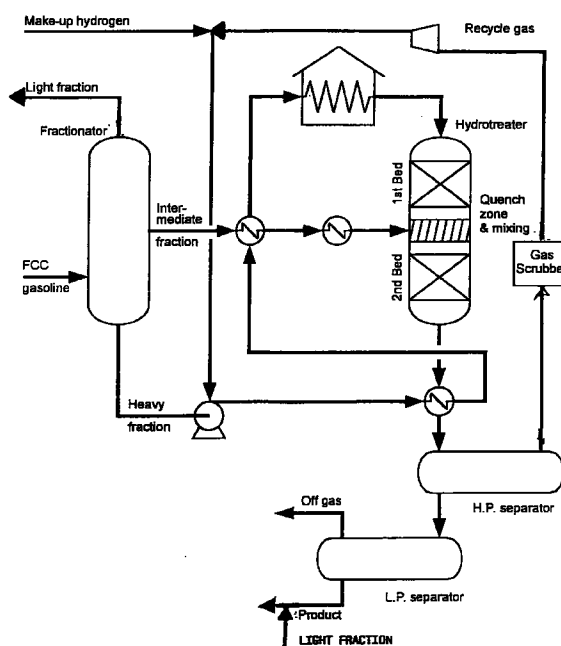 Make-up hydrogen
Recycle gas
Light fraction
Fractionator
Hydrotreater
1st Bed
Inter-
mediate
fraction
Quench
zone
& mixing
Gas
Scrubber
FCC
gasoline
2nd Bed
Heavy
fraction
Off gas
H.P. separator
L.P. separator
Product
LIGHT FRACTION